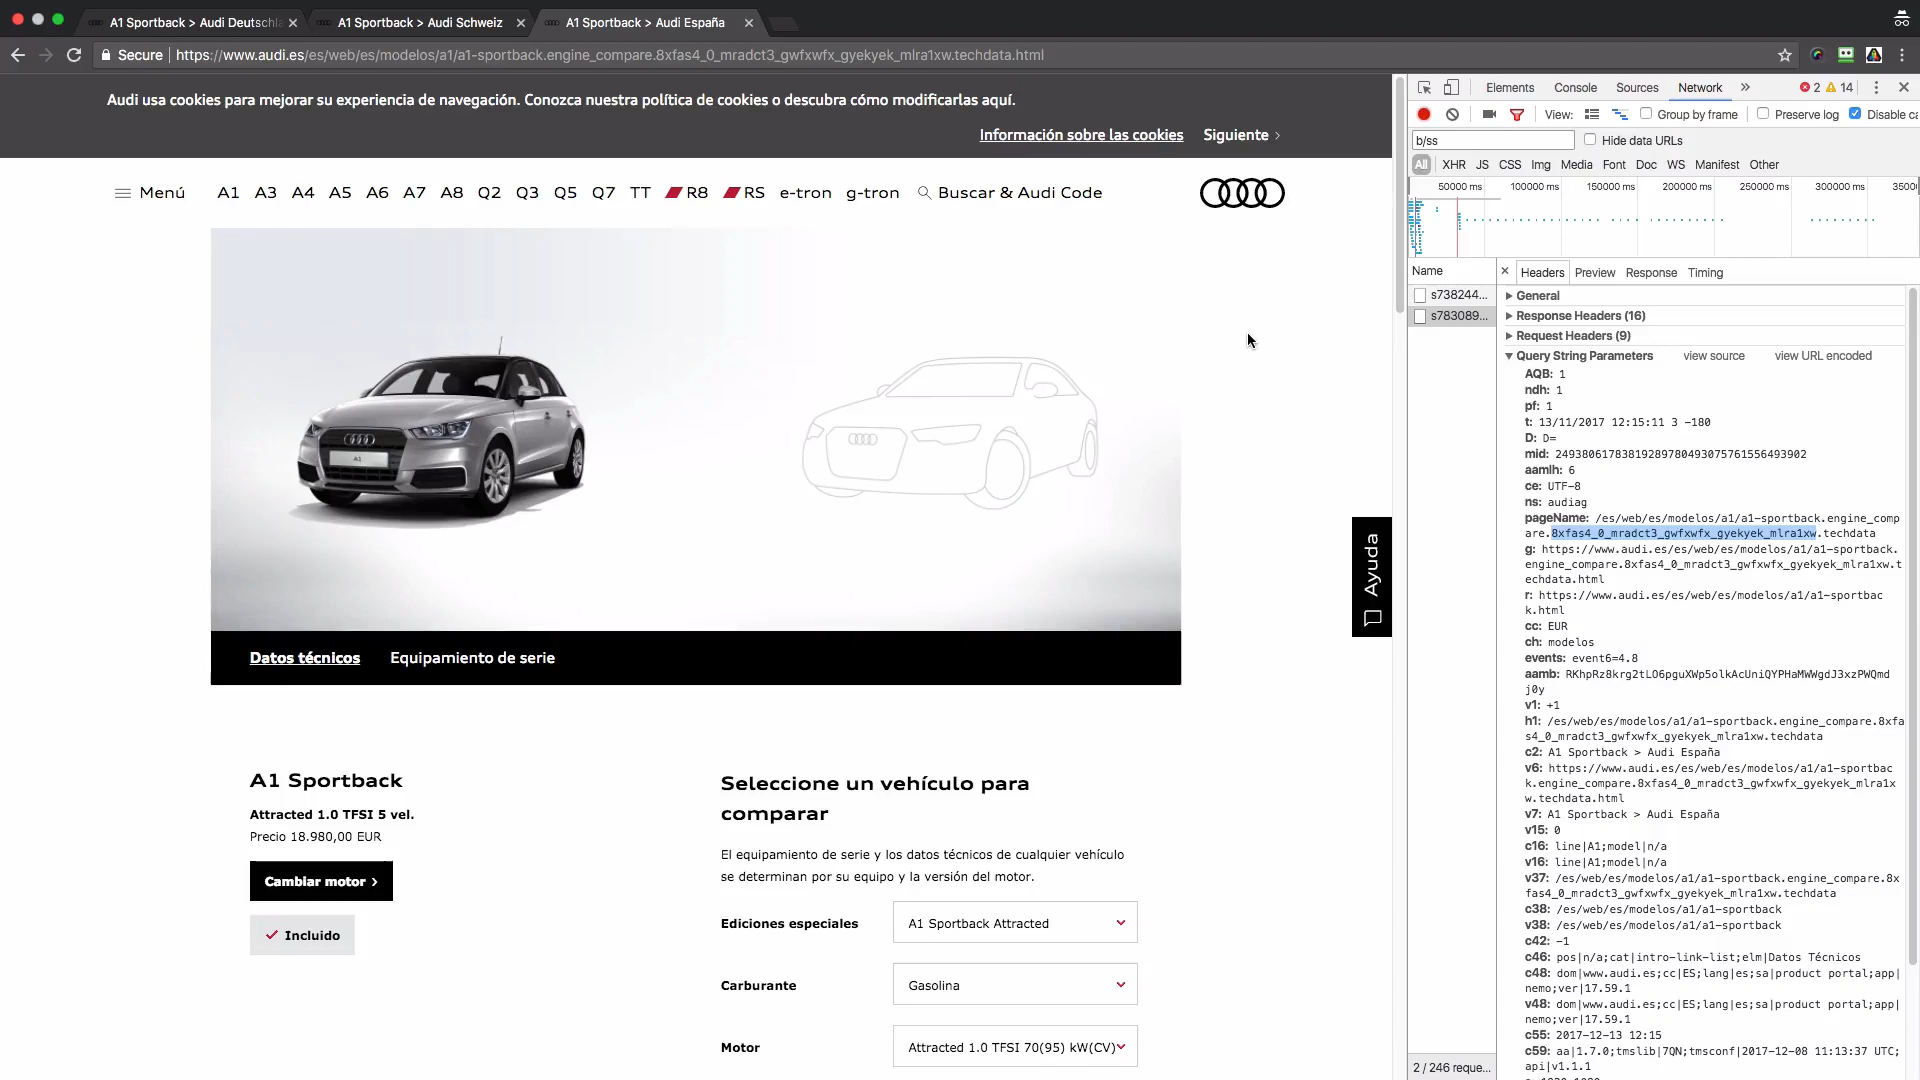 A1 Sportback > Audi Deutschla
A1 Sportback > Audi Schweiz
A1 Sportback > Audi España
Secure
https://www.audi.es/es/web/es/modelos/a1/a1-sportback.engine_compare.8xfas4_0_mradct3_gwfxwfx_gyekyek_mlra1xw.techdata.html
Audi usa cookies para mejorar su experiencia de navegación. Conozca nuestra política de cookies o descubra cómo modificarlas aquí.
Información sobre las cookies
Siguiente
Menú
A1 A3 A4 A5 A6 A7 A8 Q2 Q3 Q5 Q7 TT R8 RS e-tron g-tron
Buscar & Audi Code
A1
Ayuda
Datos técnicos
Equipamiento de serie
A1 Sportback
Attracted 1.0 TFSI 5 vel.
Precio 18.980,00 EUR
Cambiar motor
Incluido
Seleccione un vehículo para
comparar
El equipamiento de serie y los datos técnicos de cualquier vehículo
se determinan por su equipo y la versión del motor.
Ediciones especiales
A1 Sportback Attracted
Carburante
Gasolina
Motor
Attracted 1.0 TFSI 70(95) kW(CV)
Elements Console Sources Network 2 14
View: Group by frame Preserve log Disable ca
b/ss
Hide data URLs
All XHR JS CSS Img Media Font Doc WS Manifest Other
50000 ms 100000 ms 150000 ms 200000 ms 250000 ms 300000 ms 3500
Name
s738244...
s783089...
2 / 246 reque...
Headers Preview Response Timing
General
Response Headers (16)
Request Headers (9)
Query String Parameters view source view URL encoded
AQB: 1
ndh: 1
pf: 1
t: 13/11/2017 12:15:11 3 -180
D: D=
mid: 24938061783819289780493075761556493902
aamlh: 6
ce: UTF-8
ns: audiag
pageName: /es/web/es/modelos/a1/a1-sportback.engine_comp
are.8xfas4_0_mradct3_gwfxwfx_gyekyek_mlra1xw.techdata
g: https://www.audi.es/es/web/es/modelos/a1/a1-sportback.
engine_compare.8xfas4_0_mradct3_gwfxwfx_gyekyek_mlra1xw.t
echdata.html
r: https://www.audi.es/es/web/es/modelos/a1/a1-sportbac
k.html
cc: EUR
ch: modelos
events: event6=4.8
aamb: RKhpRz8krg2tLO6pguXWp5olkAcUniQYPHaMWWgdJ3xzPWQmd
j0y
v1: +1
h1: /es/web/es/modelos/a1/a1-sportback.engine_compare.8xfa
s4_0_mradct3_gwfxwfx_gyekyek_mlra1xw.techdata
c2: A1 Sportback > Audi España
v6: https://www.audi.es/es/web/es/modelos/a1/a1-sportbac
k.engine_compare.8xfas4_0_mradct3_gwfxwfx_gyekyek_mlra1x
w.techdata.html
v7: A1 Sportback > Audi España
v15: 0
c16: line|A1;model|n/a
v16: line|A1;model|n/a
v37: /es/web/es/modelos/a1/a1-sportback.engine_compare.8x
fas4_0_mradct3_gwfxwfx_gyekyek_mlra1xw.techdata
c38: /es/web/es/modelos/a1/a1-sportback
v38: /es/web/es/modelos/a1/a1-sportback
c42: -1
c46: pos|n/a;cat|intro-link-list;elm|Datos Técnicos
c48: dom|www.audi.es;cc|ES;lang|es;sa|product portal;app|
nemo;ver|17.59.1
v48: dom|www.audi.es;cc|ES;lang|es;sa|product portal;app|
nemo;ver|17.59.1
c55: 2017-12-13 12:15
c59: aa|1.7.0;tmslib|7QN;tmsconf|2017-12-08 11:13:37 UTC;
api|v1.1.1